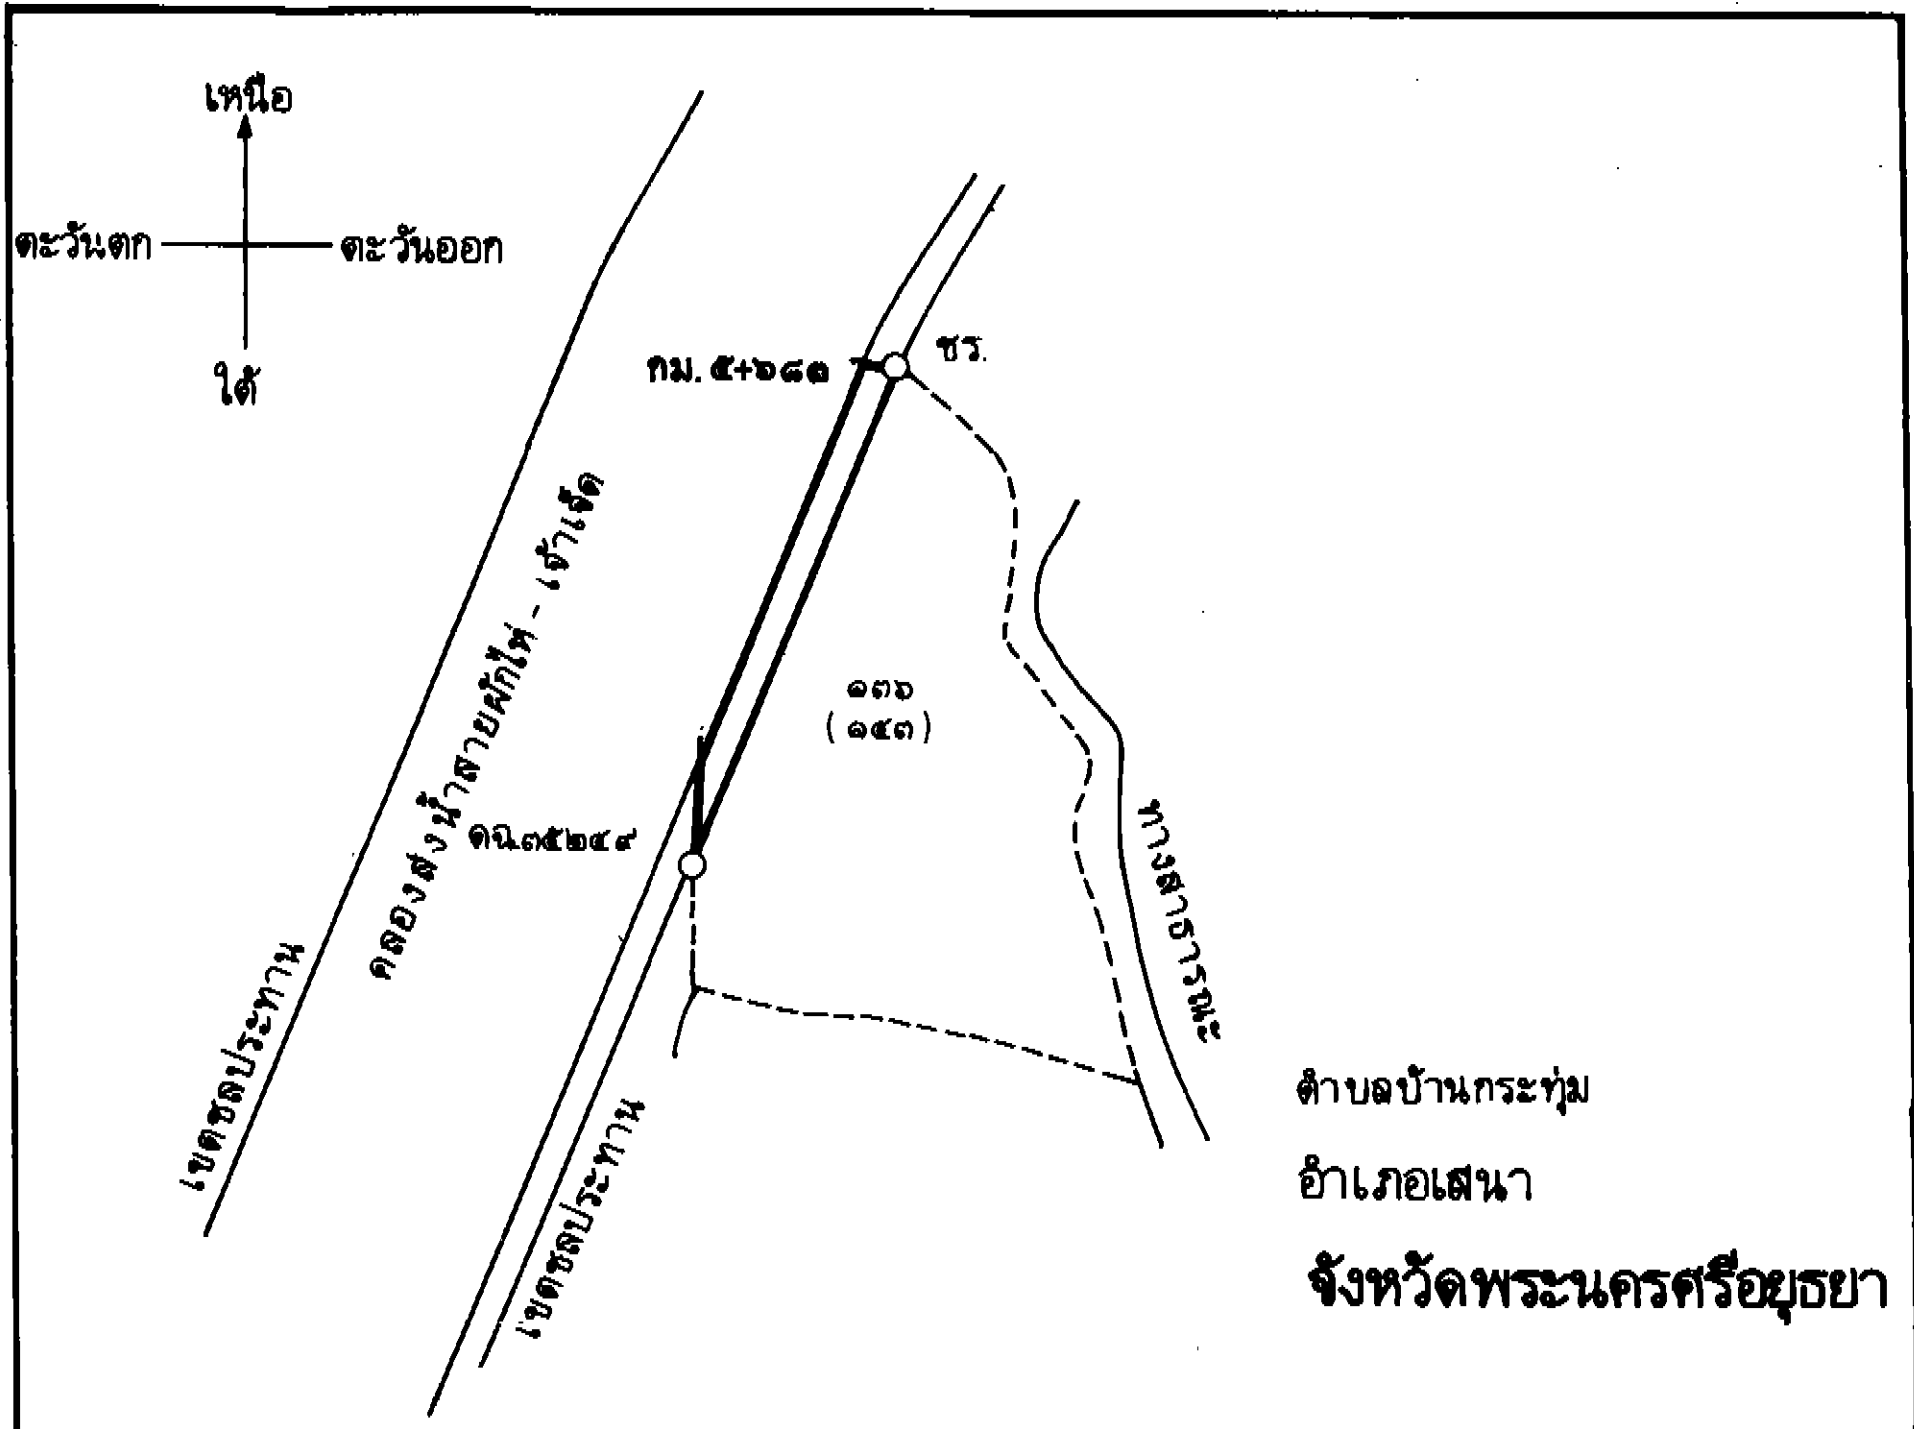 เหนือ
ตะวันตก
ตะวันออก
ใต้
กม. ๕+๖๘๑
ชร.
คลองส่งน้ำสายผักไห่ - เจ้าเจ็ด
๑๓๖
(๑๕๓)
ดฉ.๓๕๒๔๙
ทางสาธารณะ
เขตชลประทาน
เขตชลประทาน
ตำบลบ้านกระทุ่ม
อำเภอเสนา
จังหวัดพระนครศรีอยุธยา